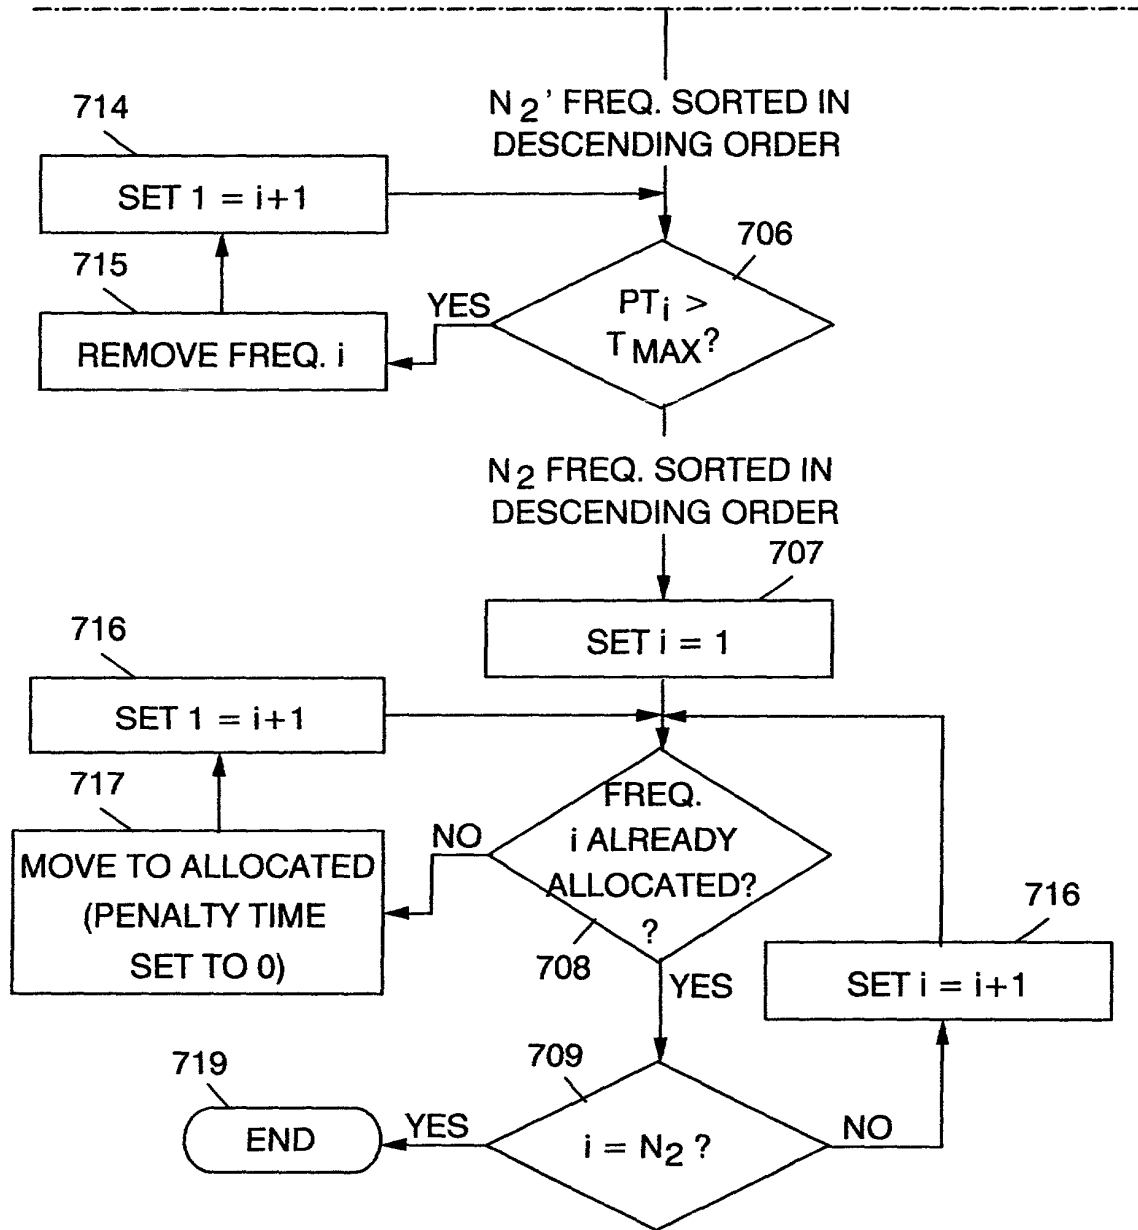 N2' FREQ. SORTED IN
DESCENDING ORDER
714
SET 1 = i+1
706
PTi >
TMAX?
YES
715
REMOVE FREQ. i
N2 FREQ. SORTED IN
DESCENDING ORDER
707
SET i = 1
716
SET 1 = i+1
FREQ.
i ALREADY
ALLOCATED?
?
708
NO
717
MOVE TO ALLOCATED
(PENALTY TIME
SET TO 0)
YES
716
SET i = i+1
709
i = N2 ?
NO
YES
719
END